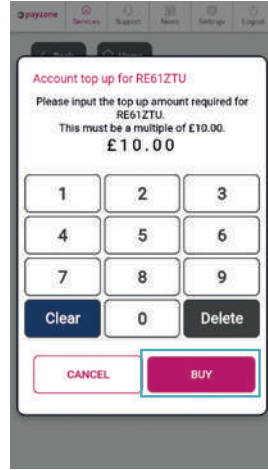 payzone
Services Support News Settings Logout
Back Home
Account top up for RE61ZTU
Please input the top up amount required for
RE61ZTU.
This must be a multiple of £10.00.
£10.00
1 2 3
4 5 6
7 8 9
Clear 0 Delete
CANCEL BUY